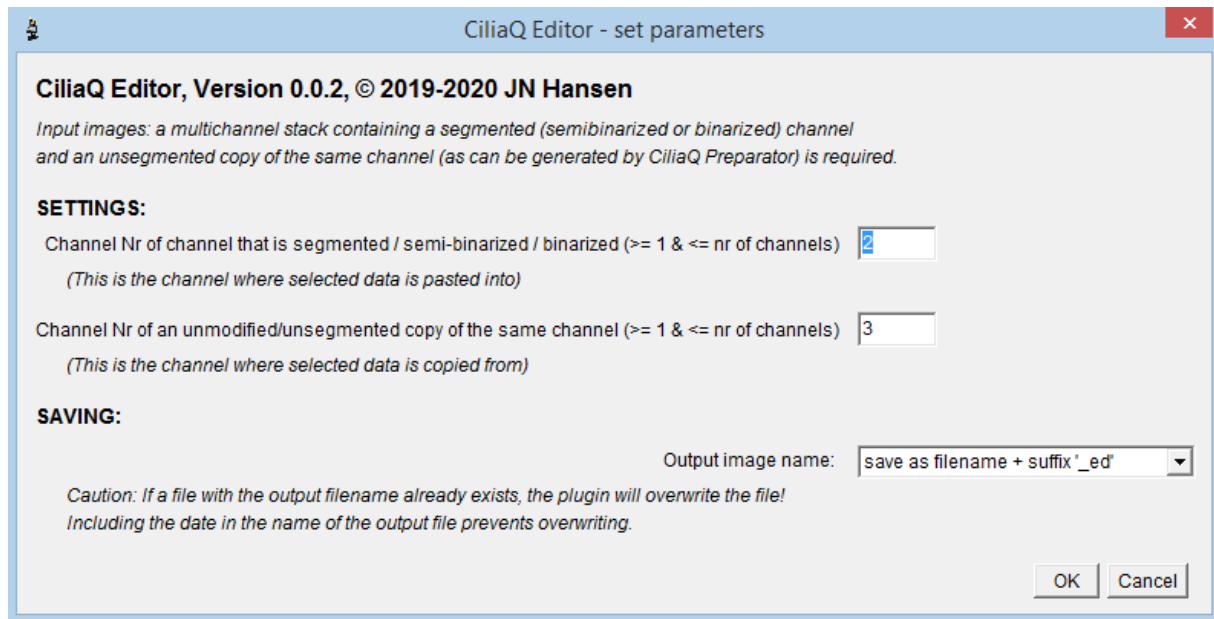 CiliaQ Editor - set parameters
CiliaQ Editor, Version 0.0.2, © 2019-2020 JN Hansen
Input images: a multichannel stack containing a segmented (semibinarized or binarized) channel
and an unsegmented copy of the same channel (as can be generated by CiliaQ Preparator) is required.
SETTINGS:
Channel Nr of channel that is segmented / semi-binarized / binarized (>= 1 & <= nr of channels) 2
(This is the channel where selected data is pasted into)
Channel Nr of an unmodified/unsegmented copy of the same channel (>= 1 & <= nr of channels) 3
(This is the channel where selected data is copied from)
SAVING:
Output image name: save as filename + suffix '_ed'
Caution: If a file with the output filename already exists, the plugin will overwrite the file!
Including the date in the name of the output file prevents overwriting.
OK Cancel